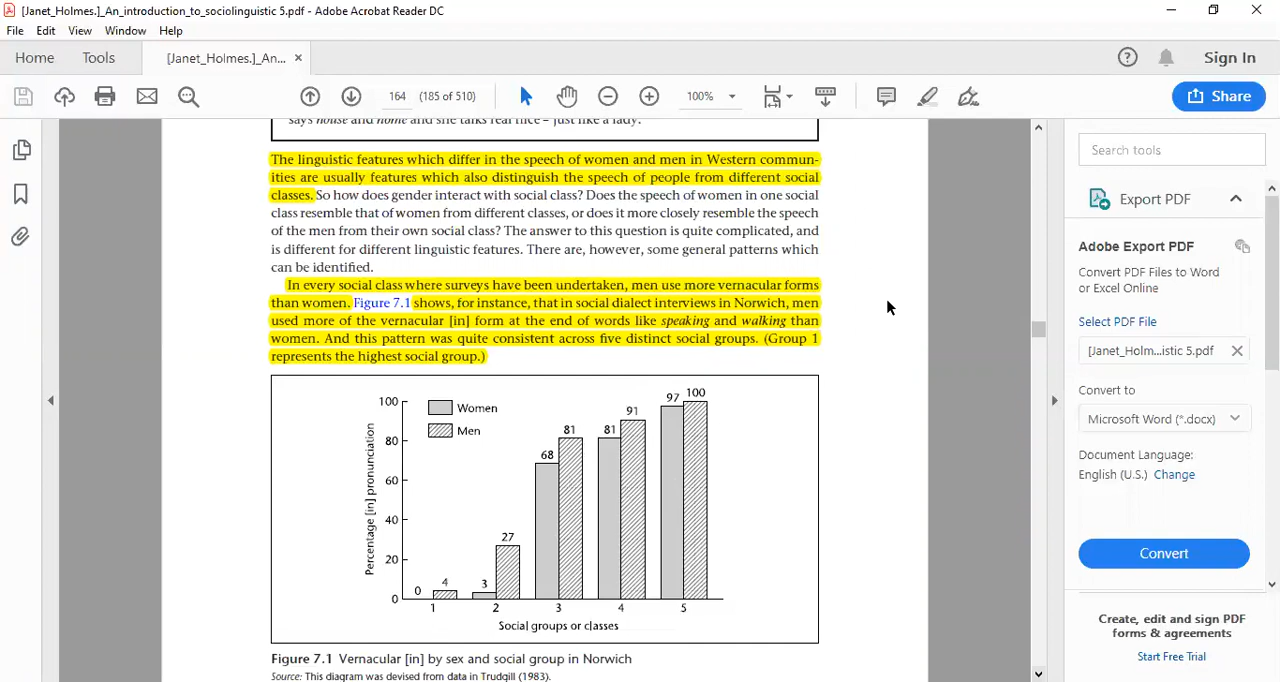 [Janet_Holmes.]_An_introduction_to_sociolinguistic 5.pdf - Adobe Acrobat Reader DC
File Edit View Window Help
Home Tools [Janet_Holmes.]_An... × Sign In
164 (185 of 510) 100% Share
says house and home and she talks real nice – just like a lady.
The linguistic features which differ in the speech of women and men in Western commun-
ities are usually features which also distinguish the speech of people from different social
classes. So how does gender interact with social class? Does the speech of women in one social
class resemble that of women from different classes, or does it more closely resemble the speech
of the men from their own social class? The answer to this question is quite complicated, and
is different for different linguistic features. There are, however, some general patterns which
can be identified.
In every social class where surveys have been undertaken, men use more vernacular forms
than women. Figure 7.1 shows, for instance, that in social dialect interviews in Norwich, men
used more of the vernacular [in] form at the end of words like speaking and walking than
women. And this pattern was quite consistent across five distinct social groups. (Group 1
represents the highest social group.)
Women
Men
Percentage [in] pronunciation
100
80
60
40
20
0
0 4 3 27 68 81 81 91 97 100
1 2 3 4 5
Social groups or classes
Figure 7.1 Vernacular [in] by sex and social group in Norwich
Source: This diagram was devised from data in Trudgill (1983).
Search tools
Export PDF
Adobe Export PDF
Convert PDF Files to Word
or Excel Online
Select PDF File
[Janet_Holm...istic 5.pdf
Convert to
Microsoft Word (*.docx)
Document Language:
English (U.S.) Change
Convert
Create, edit and sign PDF
forms & agreements
Start Free Trial